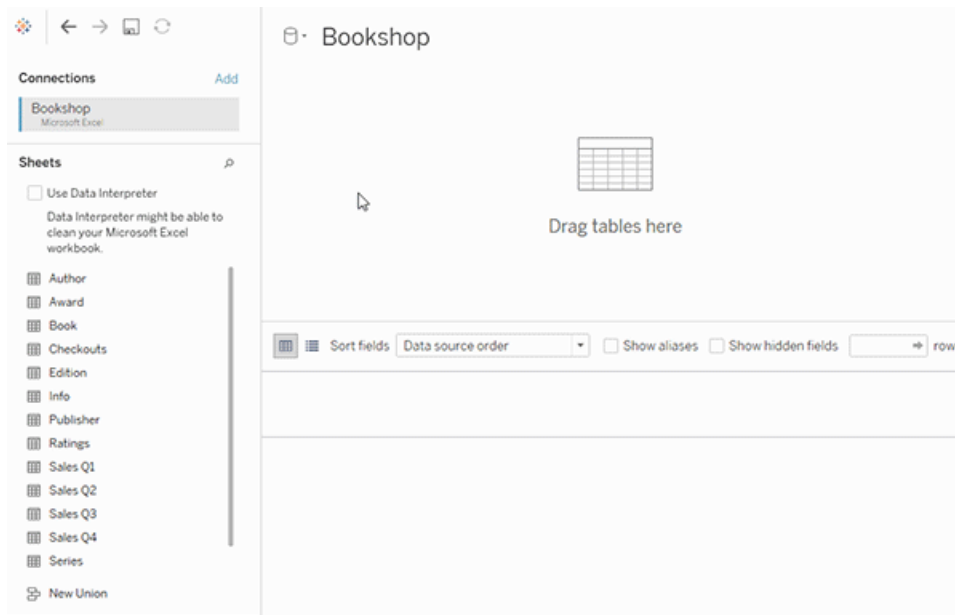 Bookshop
Connections
Add
Bookshop
Microsoft Excel
Sheets
Use Data Interpreter
Data Interpreter might be able to
clean your Microsoft Excel
workbook.
Author
Award
Book
Checkouts
Edition
Info
Publisher
Ratings
Sales Q1
Sales Q2
Sales Q3
Sales Q4
Series
New Union
Drag tables here
Sort fields Data source order Show aliases Show hidden fields row